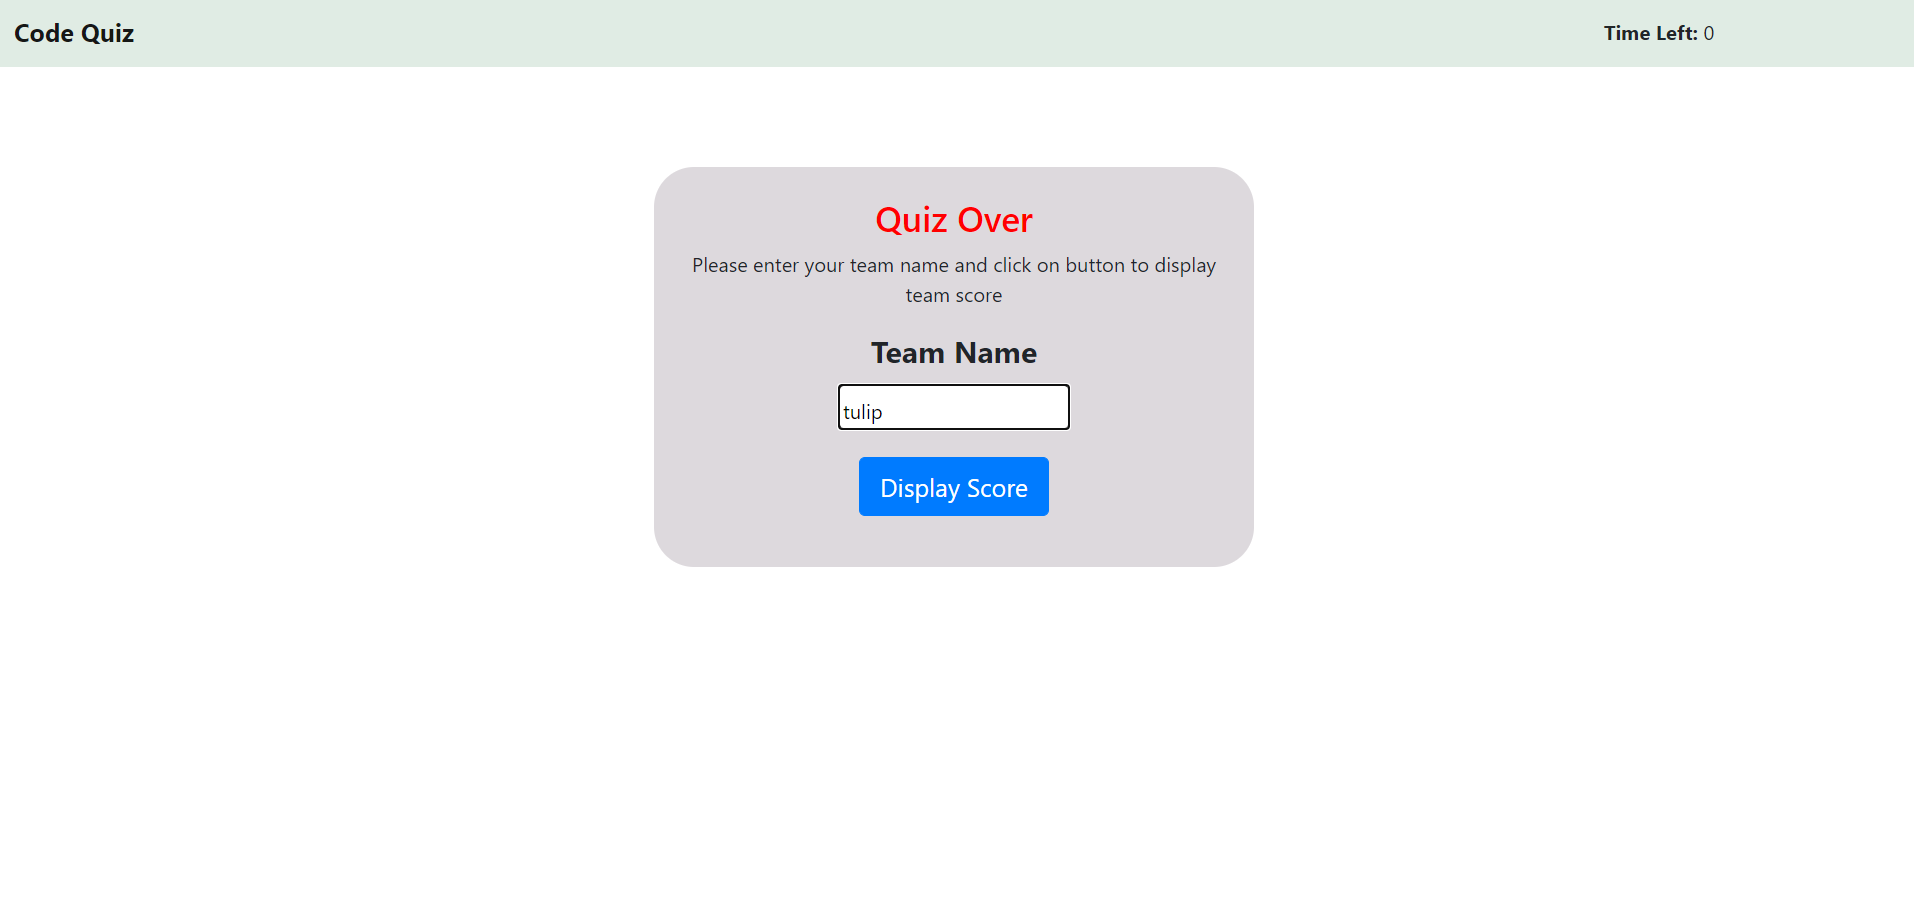 Code Quiz
Time Left: 0
Quiz Over
Please enter your team name and click on button to display
team score
Team Name
tulip
Display Score